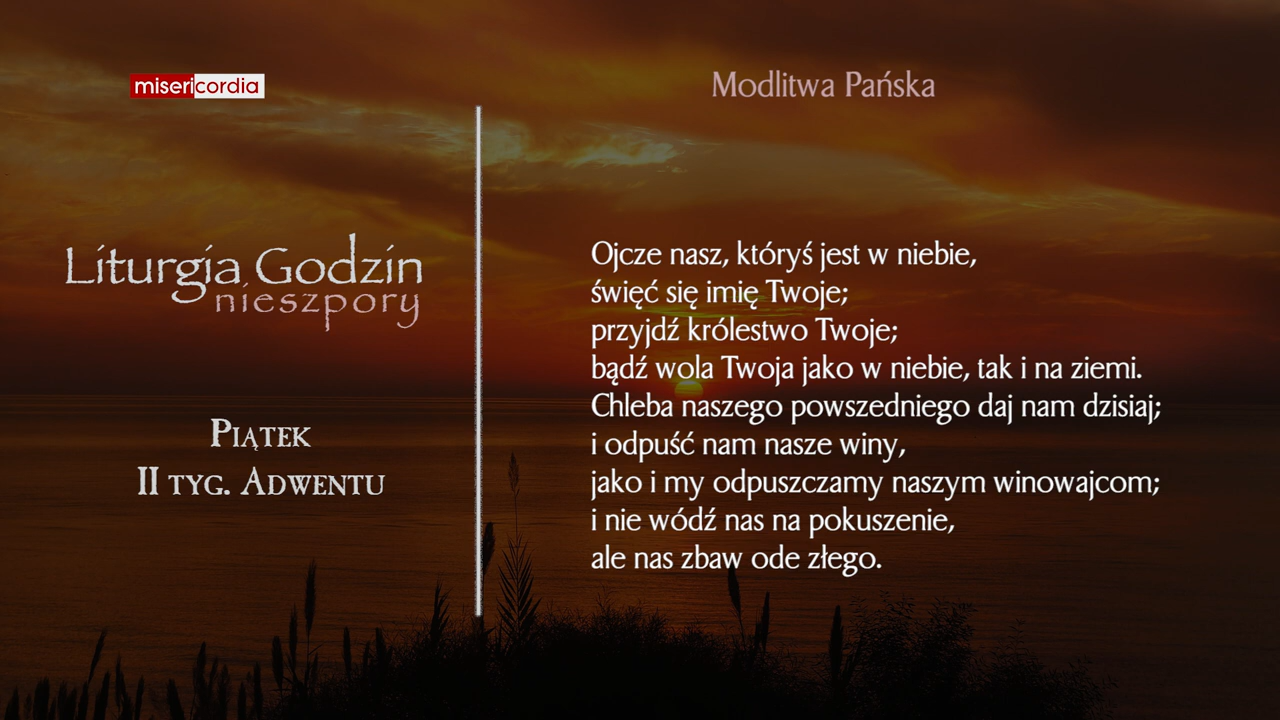 misericordia
Liturgia Godzin
nieszpory
Piątek
II tyg. Adwentu
Modlitwa Pańska
Ojcze nasz, któryś jest w niebie,
święć się imię Twoje;
przyjdź królestwo Twoje;
bądź wola Twoja jako w niebie, tak i na ziemi.
Chleba naszego powszedniego daj nam dzisiaj;
i odpuść nam nasze winy,
jako i my odpuszczamy naszym winowajcom;
i nie wódź nas na pokuszenie,
ale nas zbaw ode złego.